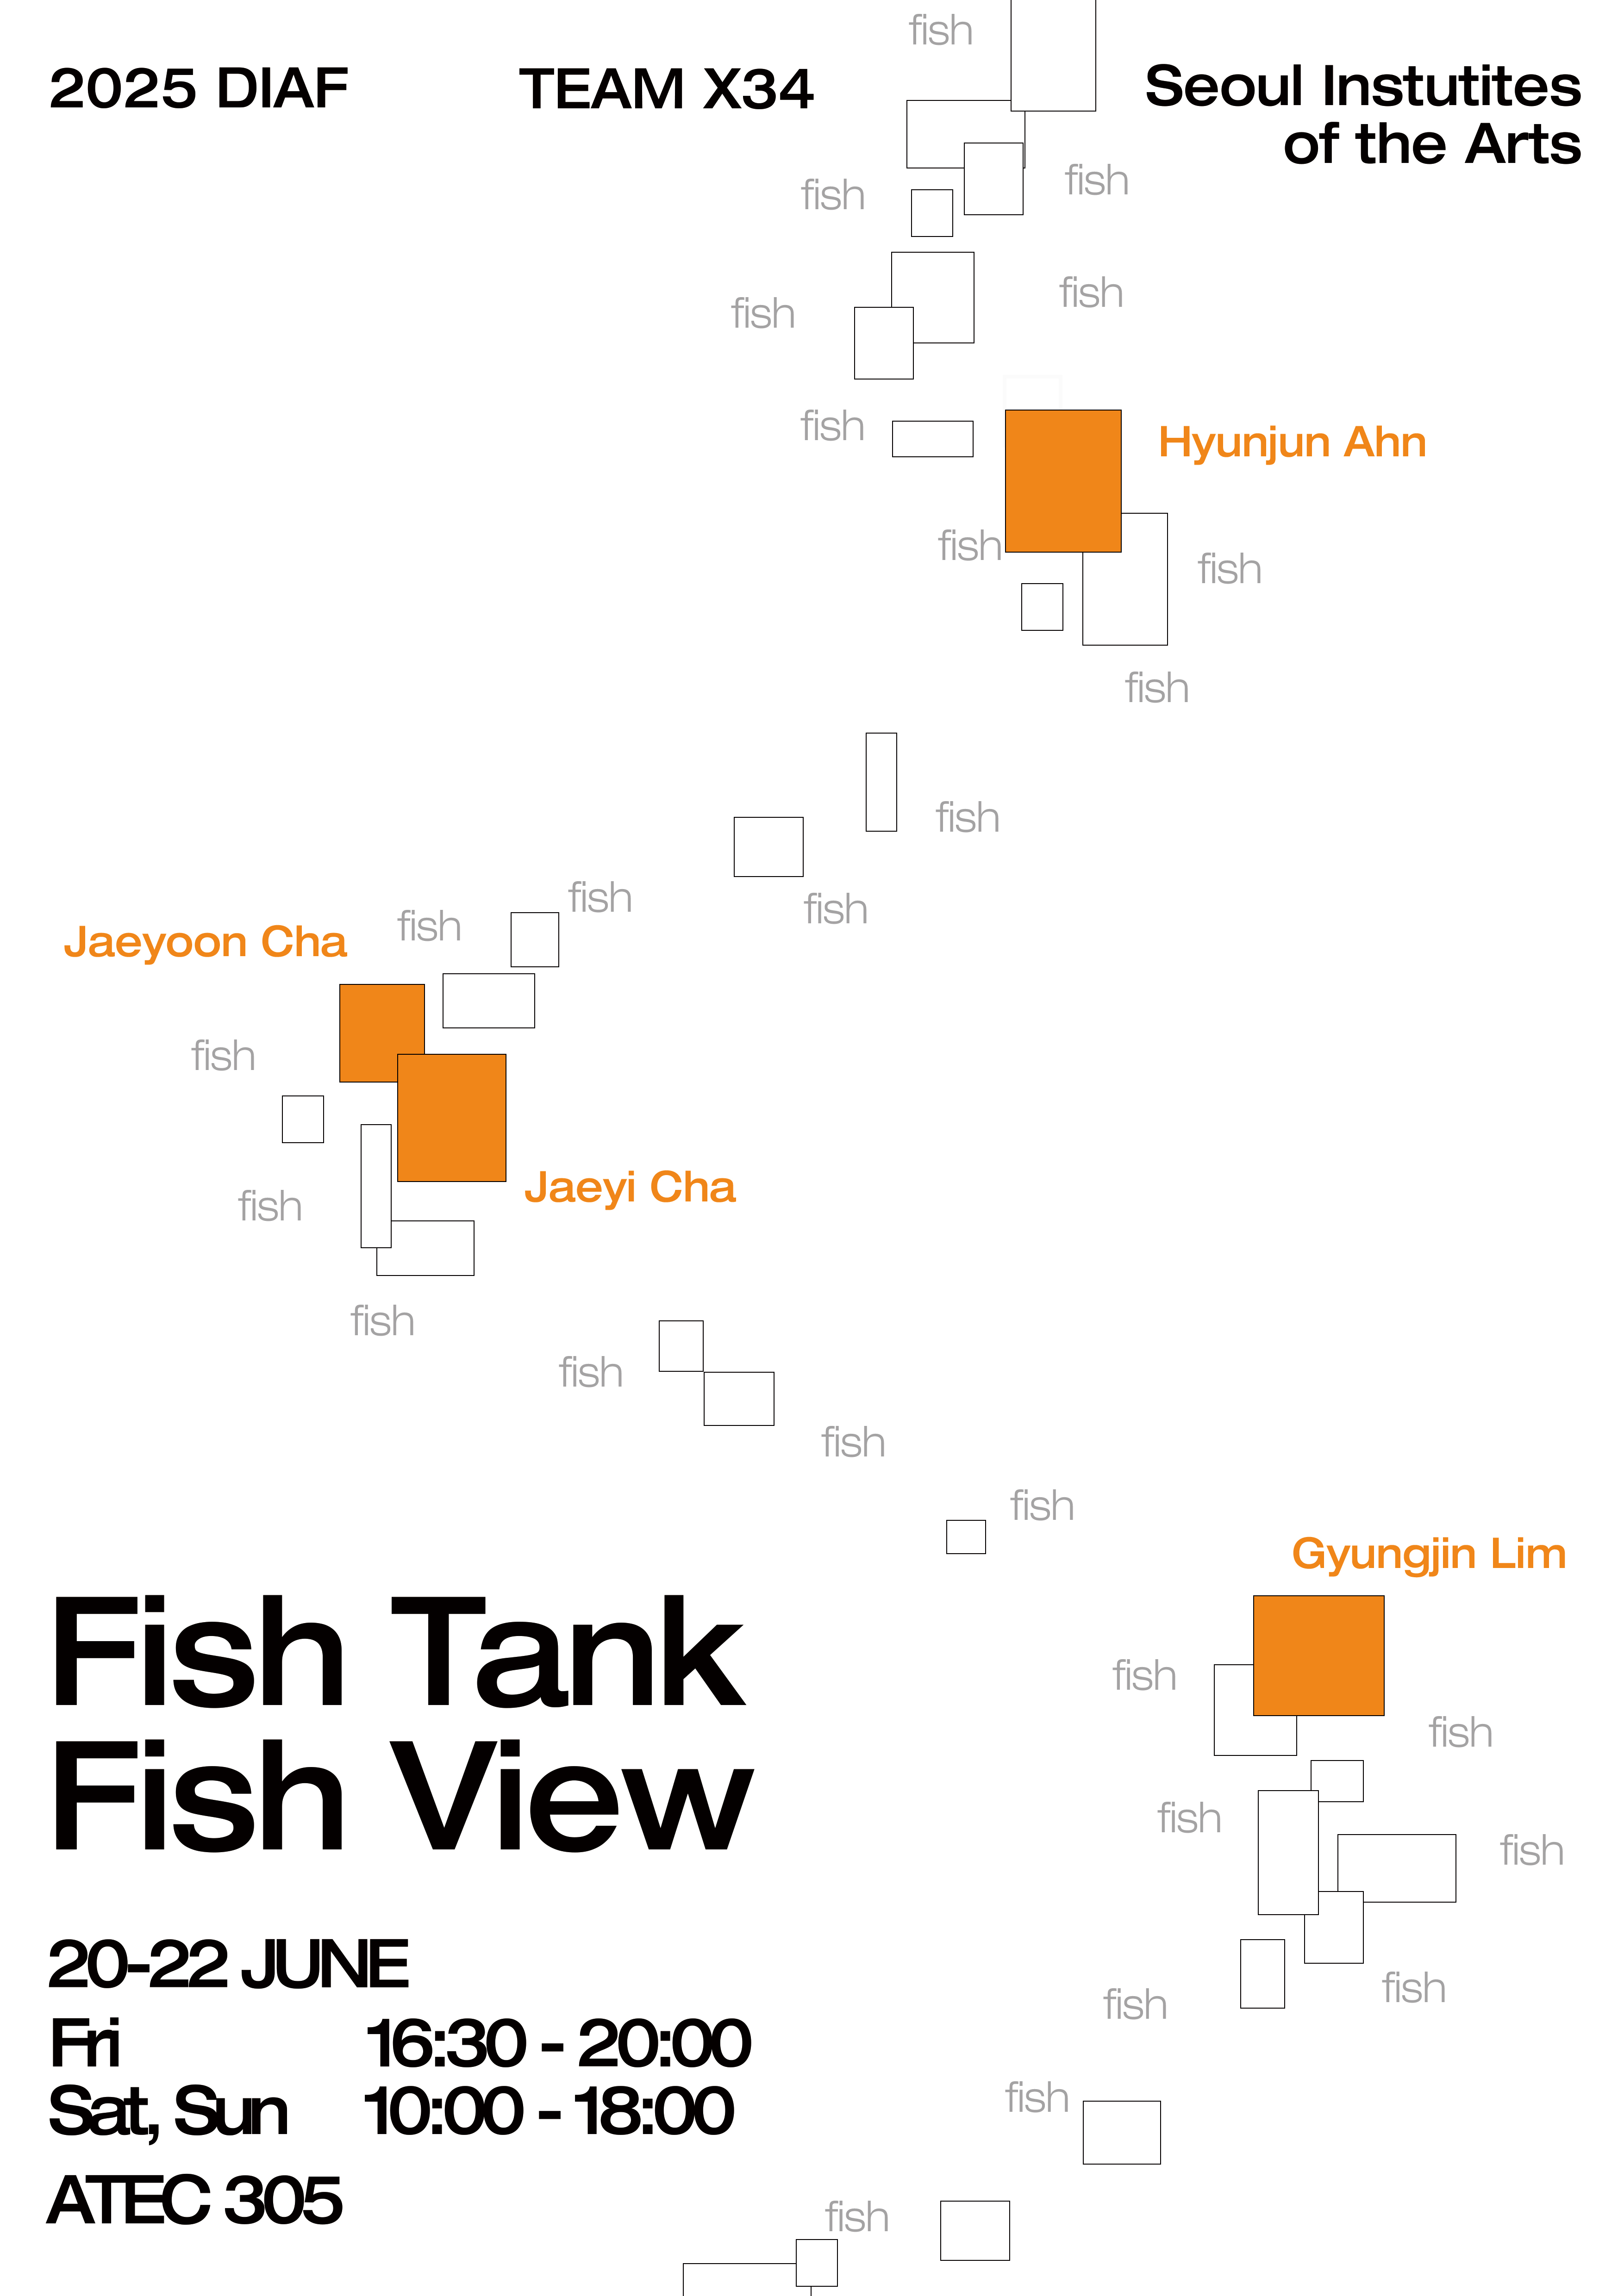 fish
2025 DIAF
TEAM X34
Seoul Instutites
of the Arts
fish
fish
fish
fish
fish
Hyunjun Ahn
fish
fish
fish
fish
fish
fish
fish
Jaeyoon Cha
fish
Jaeyi Cha
fish
fish
fish
fish
fish
Gyungjin Lim
Fish Tank
Fish View
fish
fish
fish
fish
20-22 JUNE
Fri 16:30 - 20:00
Sat, Sun 10:00 - 18:00
ATEC 305
fish
fish
fish
fish